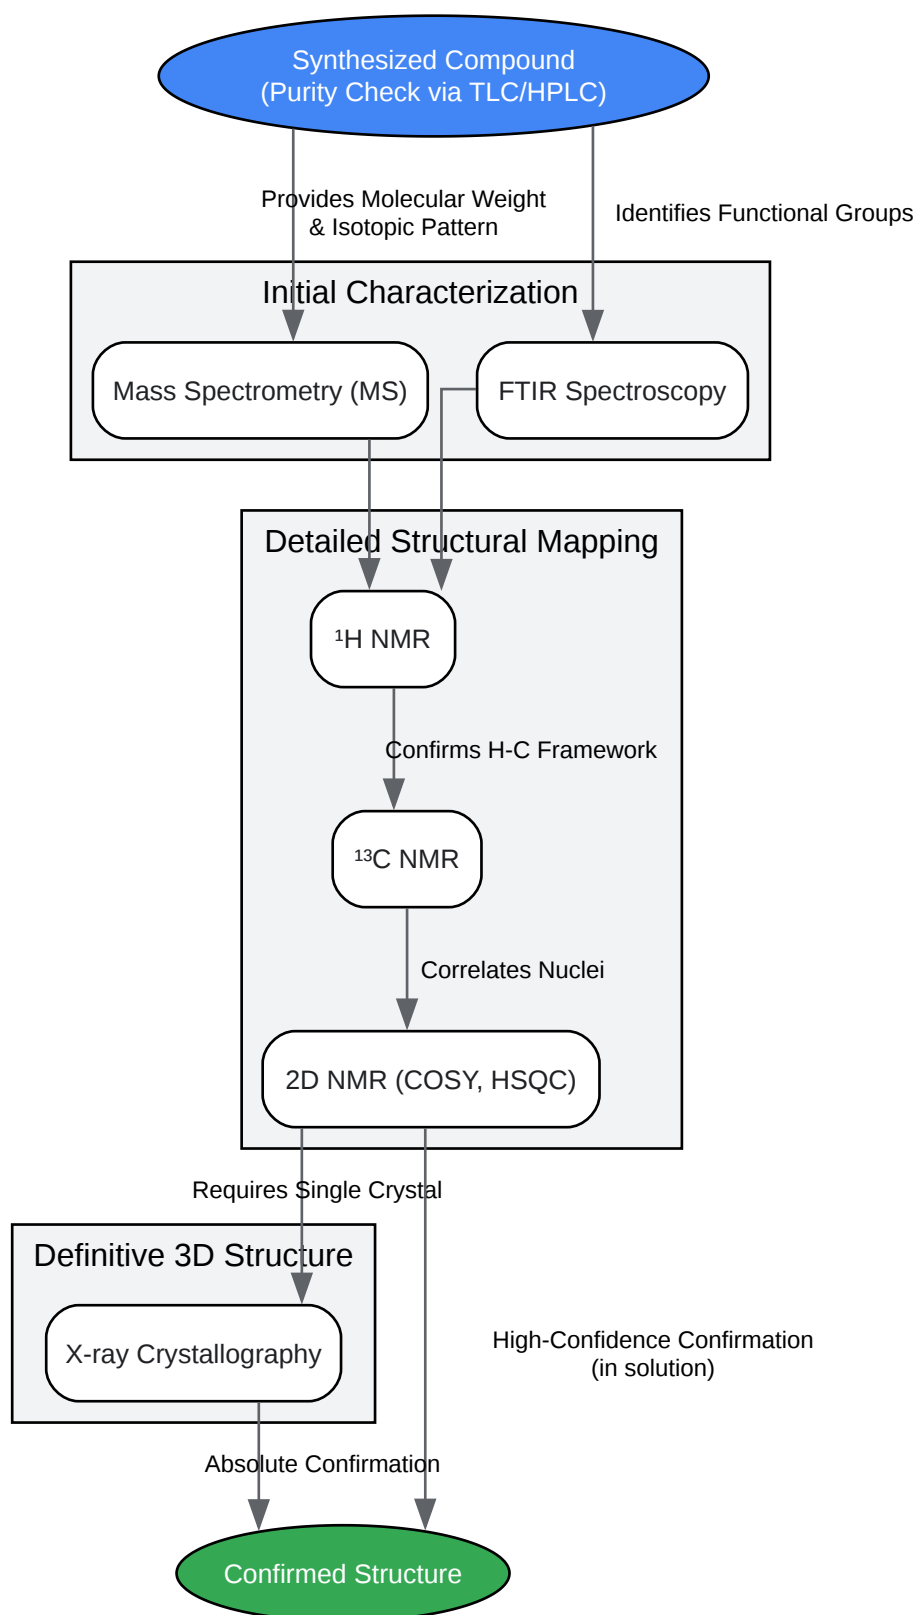 Synthesized Compound
(Purity Check via TLC/HPLC)
Provides Molecular Weight
& Isotopic Pattern
Identifies Functional Groups
Initial Characterization
Mass Spectrometry (MS)
FTIR Spectroscopy
Detailed Structural Mapping
¹H NMR
Confirms H-C Framework
¹³C NMR
Correlates Nuclei
2D NMR (COSY, HSQC)
Requires Single Crystal
Definitive 3D Structure
X-ray Crystallography
High-Confidence Confirmation
(in solution)
Absolute Confirmation
Confirmed Structure